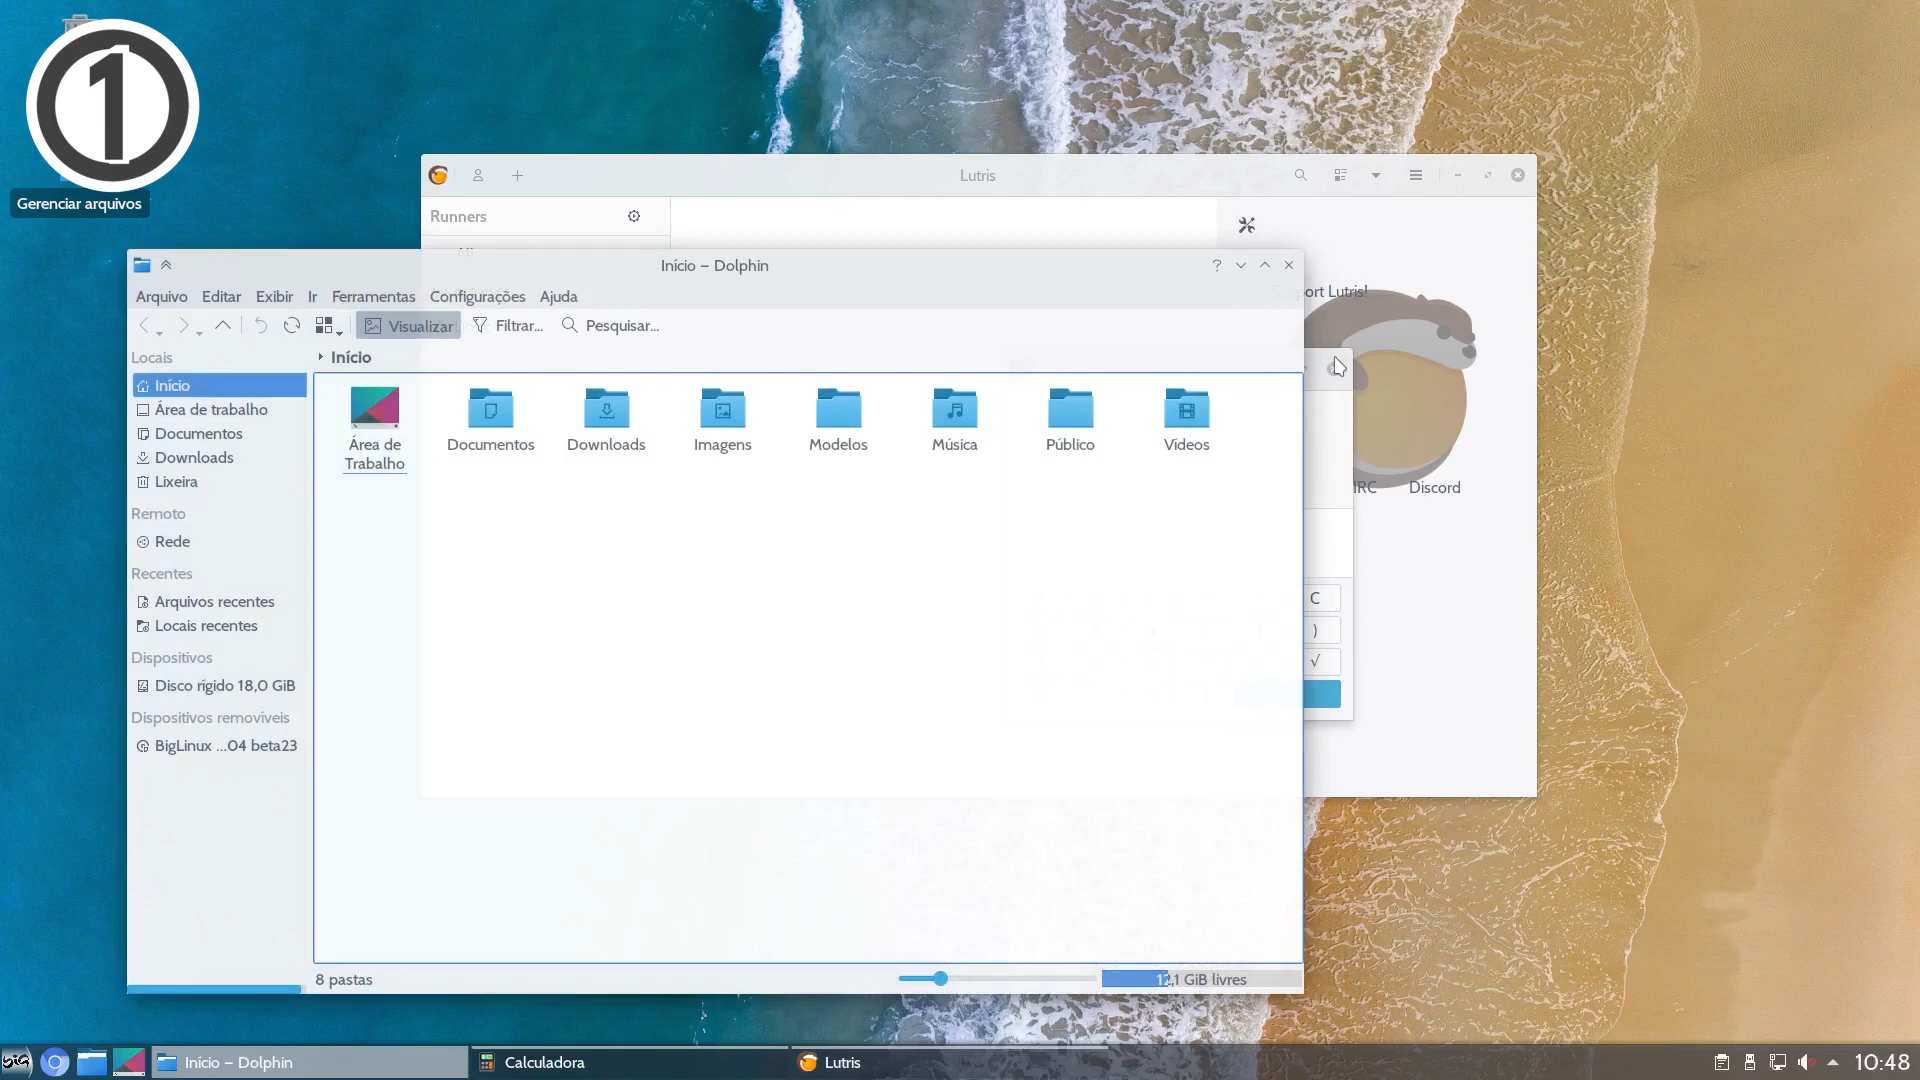 1
Gerenciar arquivos
Lutris
Runners
Início – Dolphin
?
Arquivo Editar Exibir Ir Ferramentas Configurações Ajuda
Visualizar Filtrar... Pesquisar...
Locais
Início
Área de trabalho
Documentos
Downloads
Lixeira
Remoto
Rede
Recentes
Arquivos recentes
Locais recentes
Dispositivos
Disco rígido 18,0 GiB
Dispositivos removíveis
BigLinux ...04 beta23
Início
Área de
Trabalho
Documentos
Downloads
Imagens
Modelos
Música
Público
Vídeos
8 pastas
12,1 GiB livres
Lutris!
IRC
Discord
C
)
√
Início – Dolphin
Calculadora
Lutris
10:48